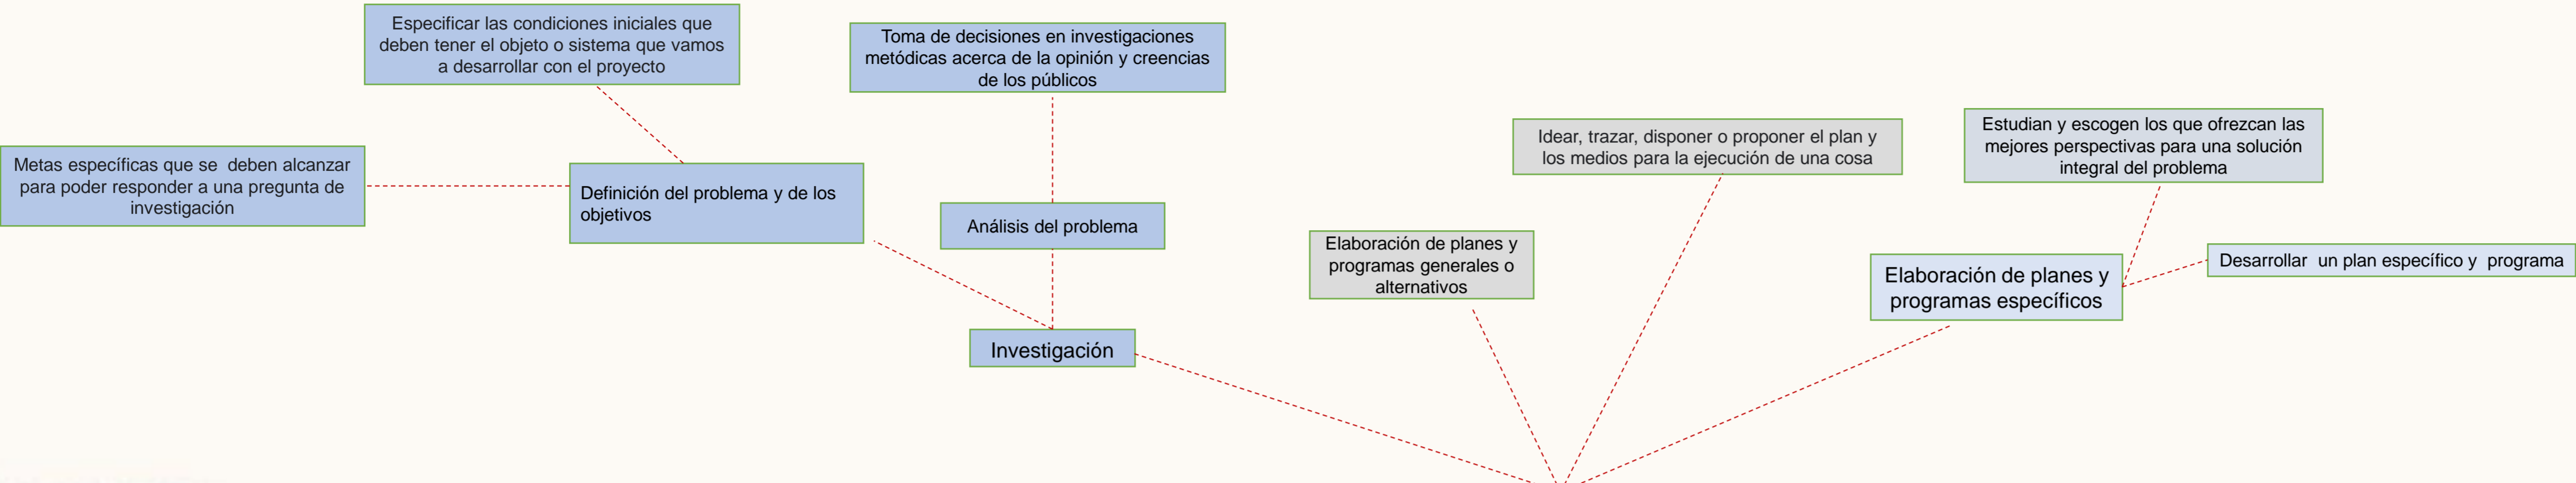 Especificar las condiciones iniciales que
deben tener el objeto o sistema que vamos
a desarrollar con el proyecto
Toma de decisiones en investigaciones
metódicas acerca de la opinión y creencias
de los públicos
Metas específicas que se  deben alcanzar
para poder responder a una pregunta de
investigación
Definición del problema y de los
objetivos
Análisis del problema
Investigación
Idear, trazar, disponer o proponer el plan y
los medios para la ejecución de una cosa
Elaboración de planes y
programas generales o
alternativos
Estudian y escogen los que ofrezcan las
mejores perspectivas para una solución
integral del problema
Elaboración de planes y
programas específicos
Desarrollar  un plan específico y  programa